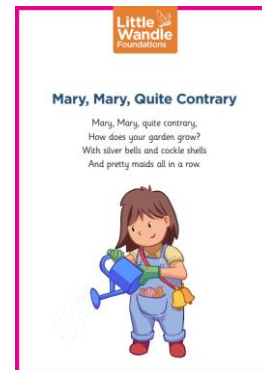 Little
Wandle
Foundations
Mary, Mary, Quite Contrary
Mary, Mary, quite contrary,
How does your garden grow?
With silver bells and cockle shells
And pretty maids all in a row.